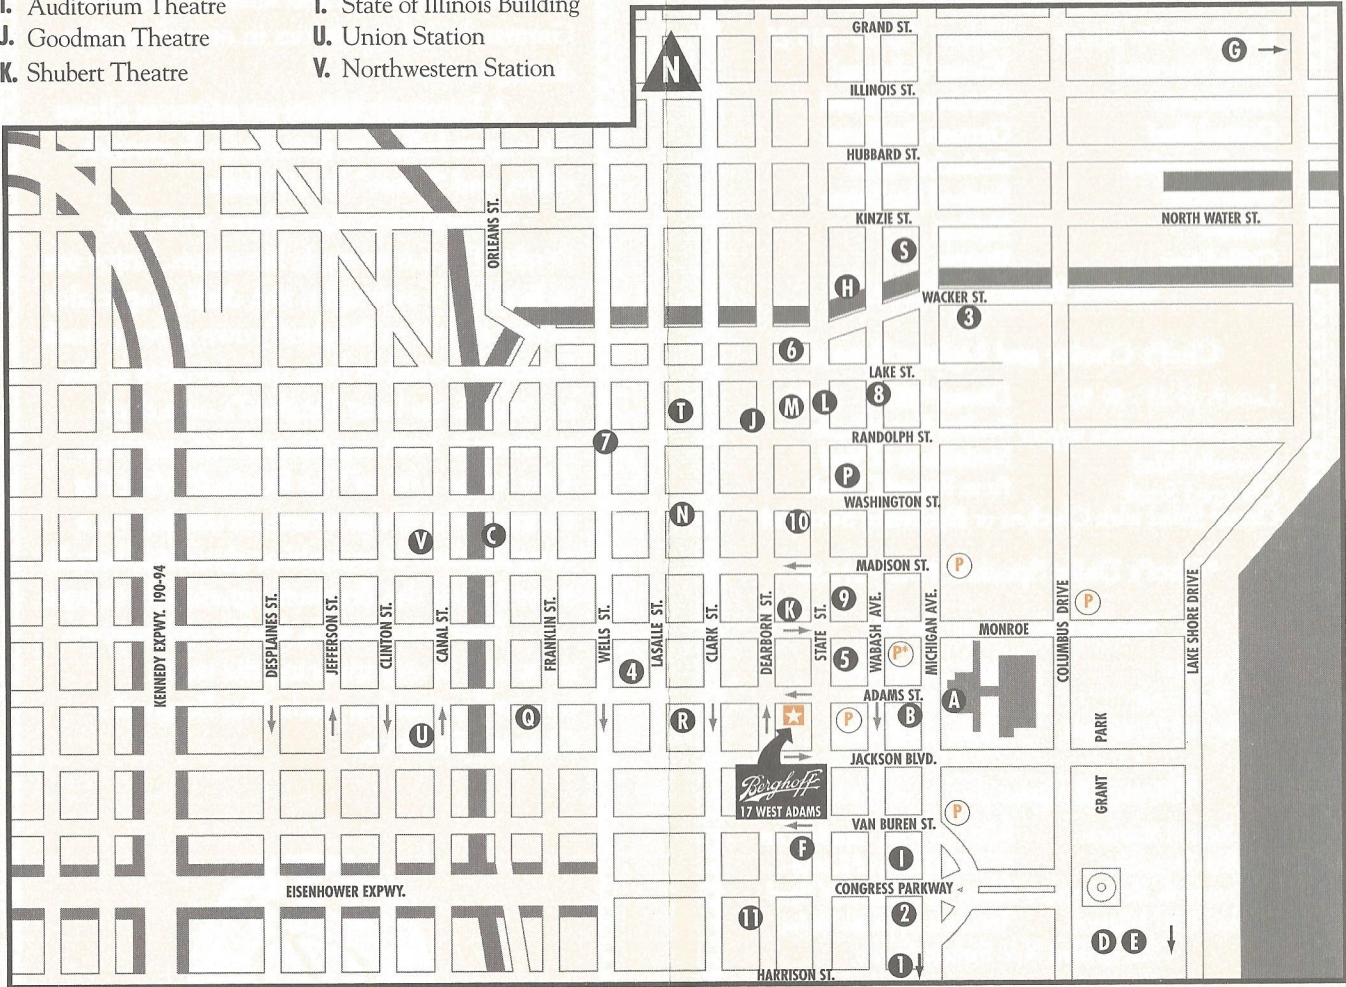 I. Auditorium Theatre
J. Goodman Theatre
K. Shubert Theatre
T. State of Illinois Building
U. Union Station
V. Northwestern Station
N
GRAND ST.
G
ILLINOIS ST.
HUBBARD ST.
KINZIE ST.
NORTH WATER ST.
ORLEANS ST.
S
H
WACKER ST.
3
6
LAKE ST.
8
T
J
M
L
7
RANDOLPH ST.
P
WASHINGTON ST.
N
10
V
C
MADISON ST.
P
P
KENNEDY EXPWY. I90-94
DESPLAINES ST.
JEFFERSON ST.
CLINTON ST.
CANAL ST.
FRANKLIN ST.
WELLS ST.
LASALLE ST.
CLARK ST.
DEARBORN ST.
STATE ST.
WABASH AVE.
MICHIGAN AVE.
COLUMBUS DRIVE
LAKE SHORE DRIVE
K
9
MONROE
4
5
P*
ADAMS ST.
A
Q
R
P
B
U
GRANT PARK
JACKSON BLVD.
Berghoff
17 WEST ADAMS
P
VAN BUREN ST.
F
I
EISENHOWER EXPWY.
CONGRESS PARKWAY
11
2
D E
1
HARRISON ST.